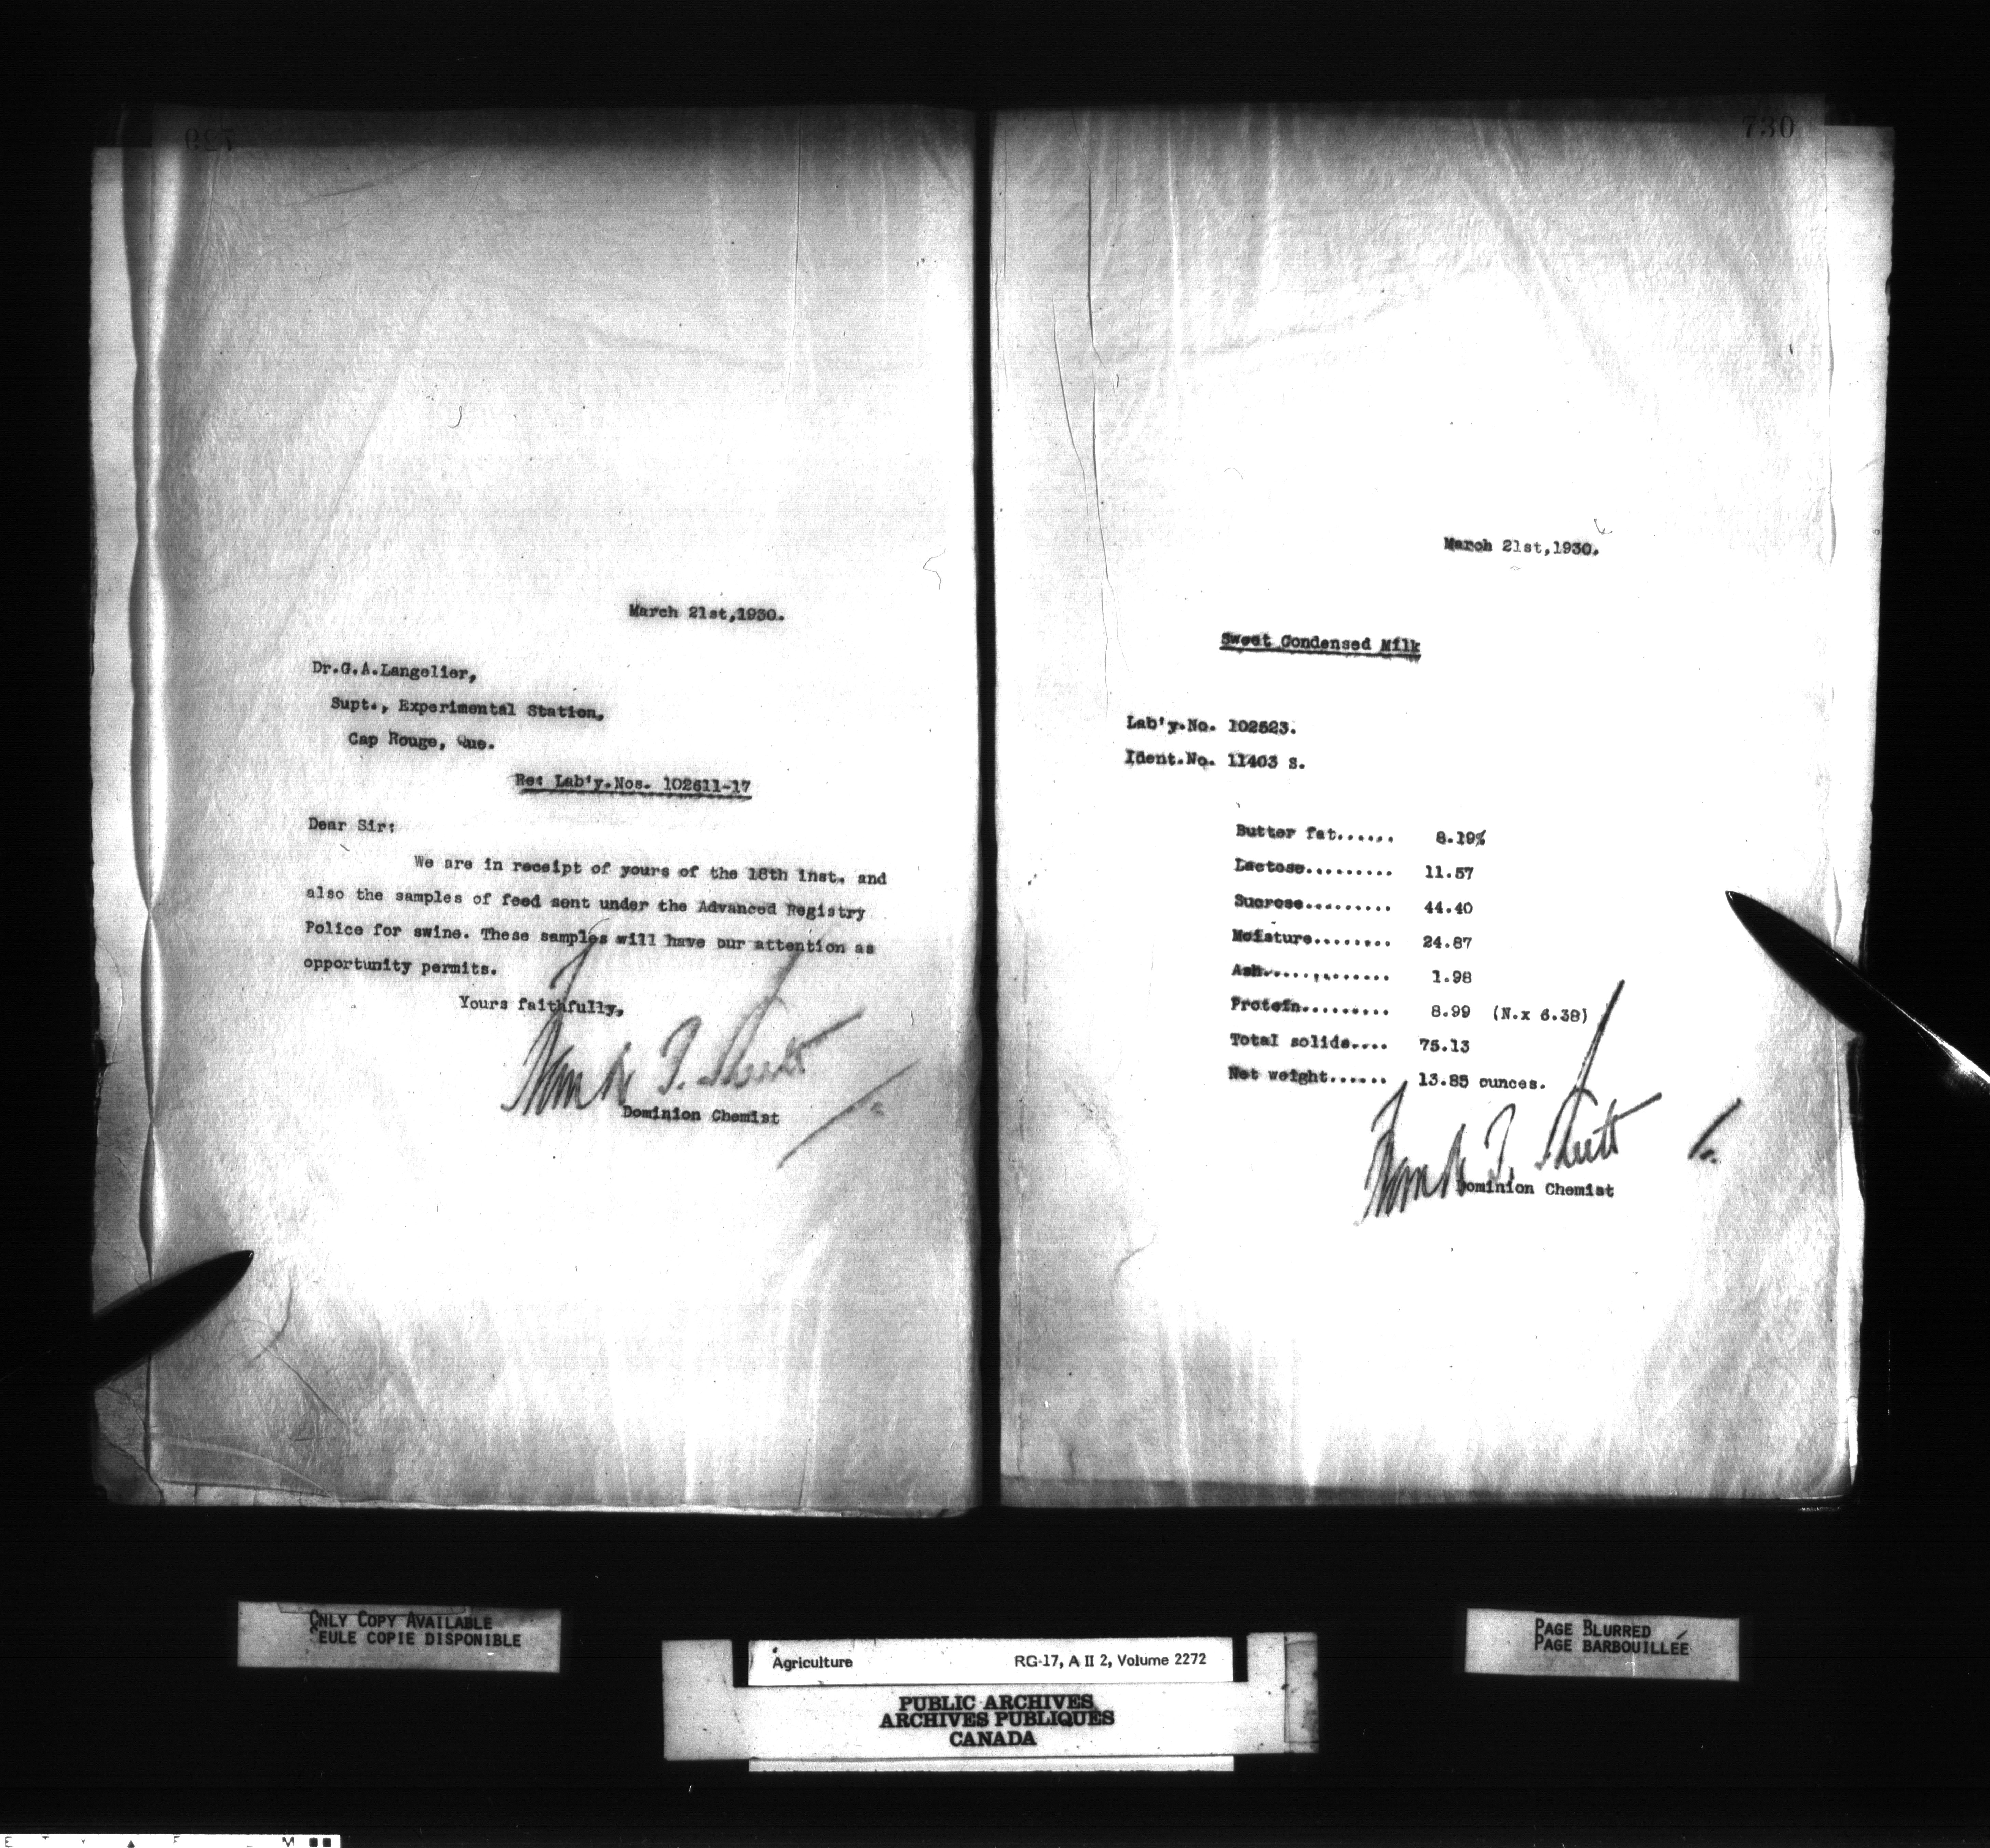 729
March 21st,1930.
Dr.G.A.Langelier,
Supt., Experimental Station,
Cap Rouge, Que.
Re: Lab'y.Nos. 102611-17
Dear Sir:
We are in receipt of yours of the 18th inst. and
also the samples of feed sent under the Advanced Registry
Police for swine. These samples will have our attention as
opportunity permits.
Yours faithfully,
Frank T. Shutt
Dominion Chemist
730
March 21st,1930.
Sweet Condensed Milk
Lab'y.No. 102523.
Ident.No. 11403 s.
Butter fat...... 8.19%
Lactose......... 11.57
Sucrose......... 44.40
Moisture........ 24.87
Ash............. 1.98
Protein......... 8.99 (N.x 6.38)
Total solids.... 75.13
Net weight...... 13.85 ounces.
Frank T. Shutt
Dominion Chemist
ONLY COPY AVAILABLE
SEULE COPIE DISPONIBLE
Agriculture RG-17, A II 2, Volume 2272
PUBLIC ARCHIVES
ARCHIVES PUBLIQUES
CANADA
PAGE BLURRED
PAGE BARBOUILLÉE